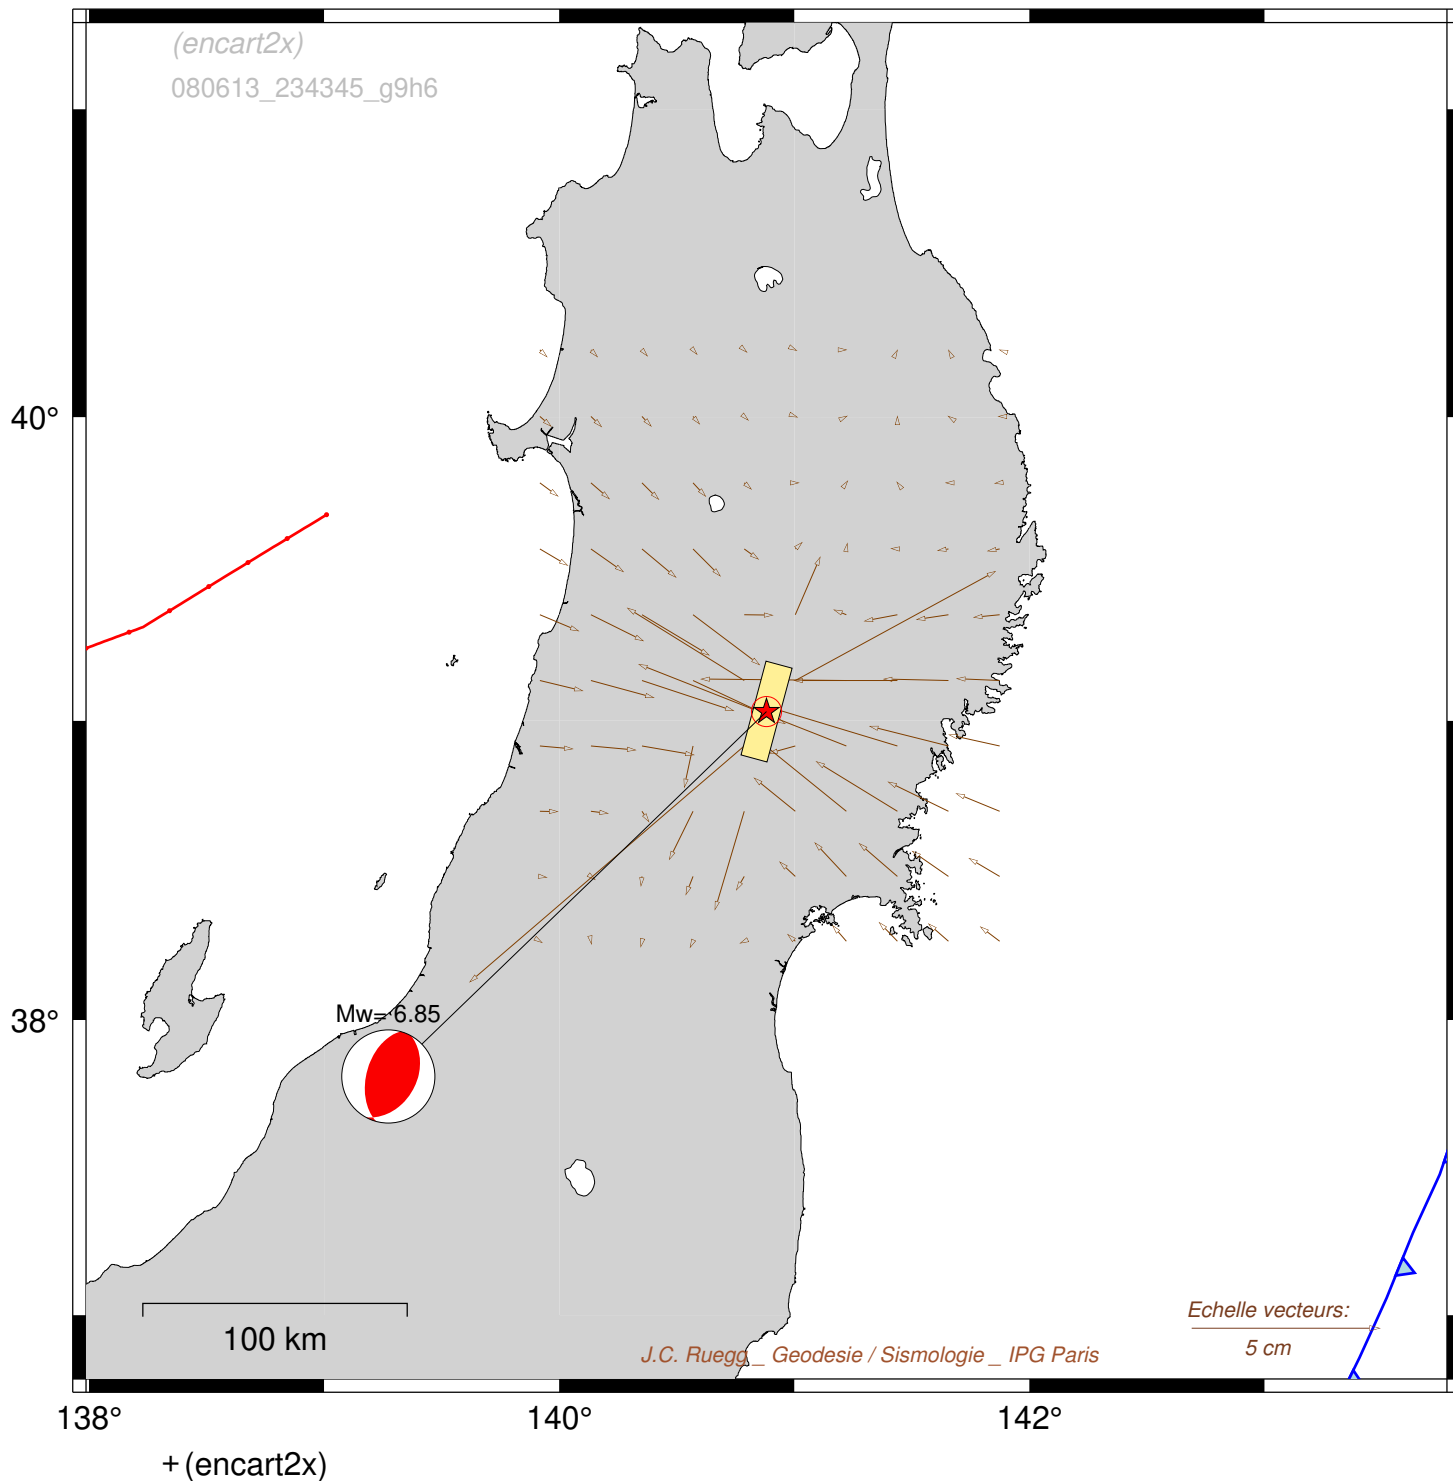 (encart2x)
080613_234345_g9h6
40°
38°
Mw= 6.85
100 km
Echelle vecteurs:
5 cm
J.C. Ruegg _ Geodesie / Sismologie _ IPG Paris
138°
140°
142°
+ (encart2x)